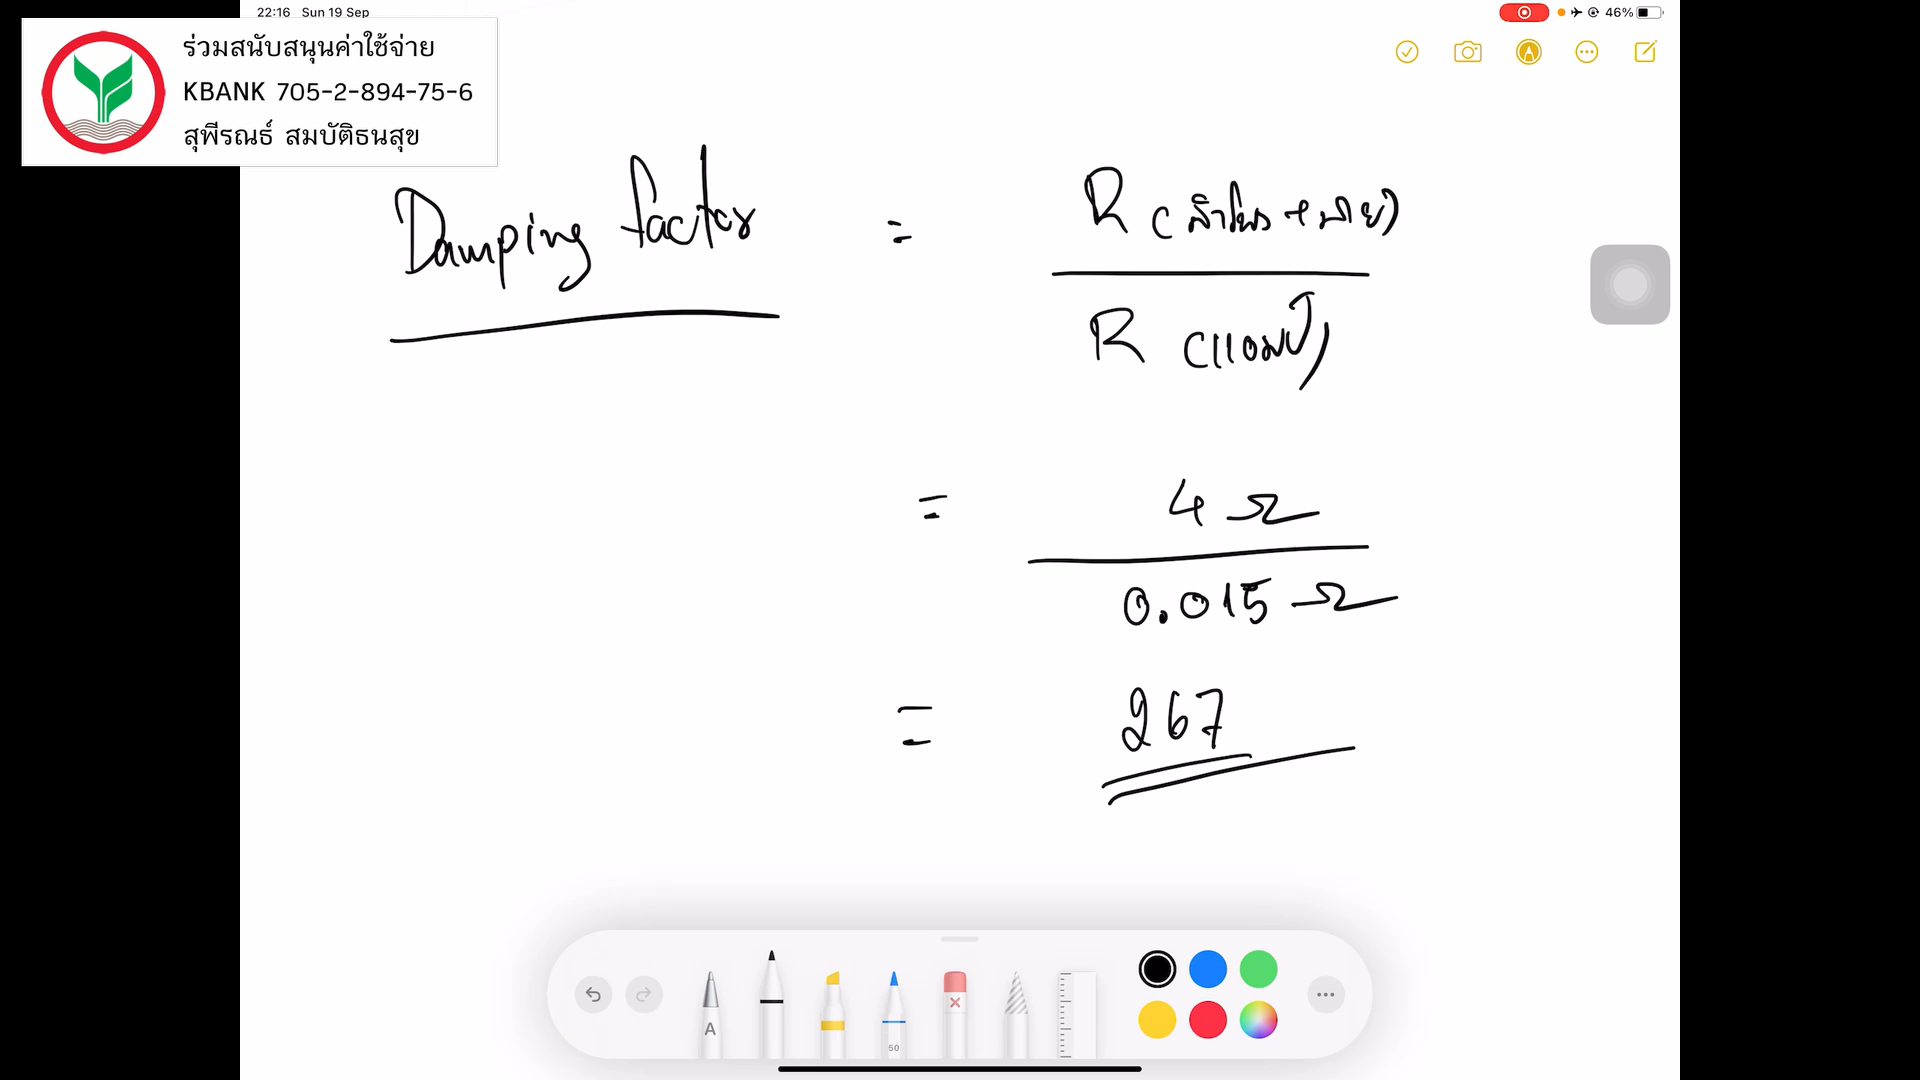 22:16 Sun 19 Sep
46%
ร่วมสนับสนุนค่าใช้จ่าย
KBANK 705-2-894-75-6
สุพีรณธ์ สมบัติธนสุข
Damping factor = R (ลำโพง + สาย)
R (แอมป์)
= 4 Ω
0.015 Ω
= 267
A
50